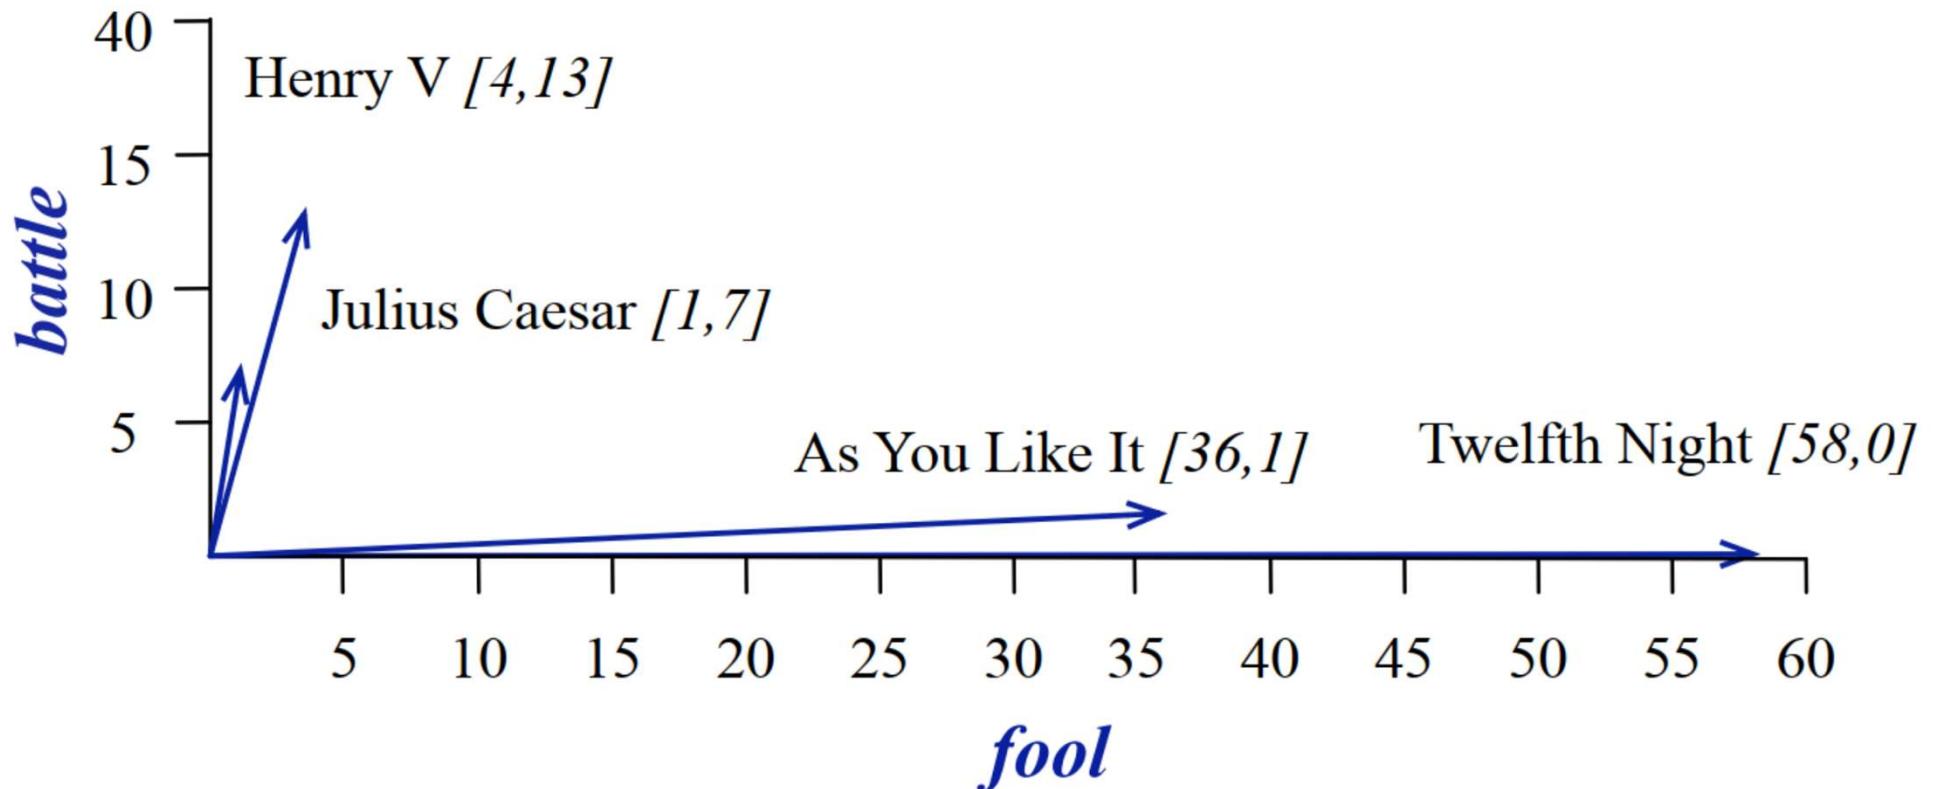 40
Henry V [4,13]
15
battle
10
Julius Caesar [1,7]
5
As You Like It [36,1]
Twelfth Night [58,0]
5 10 15 20 25 30 35 40 45 50 55 60
fool